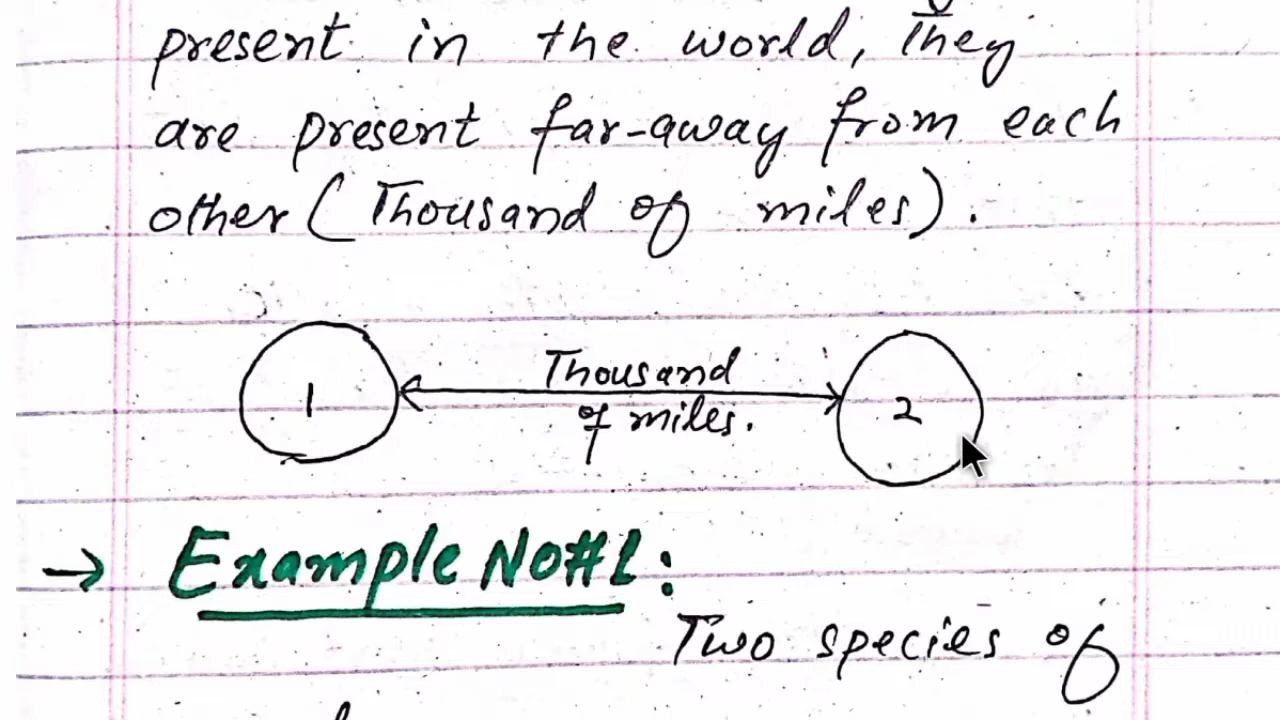 present in the world, They
are present far-away from each
other (Thousand of miles).
1
Thousand
of miles.
2
→ Example No#1:
Two species of